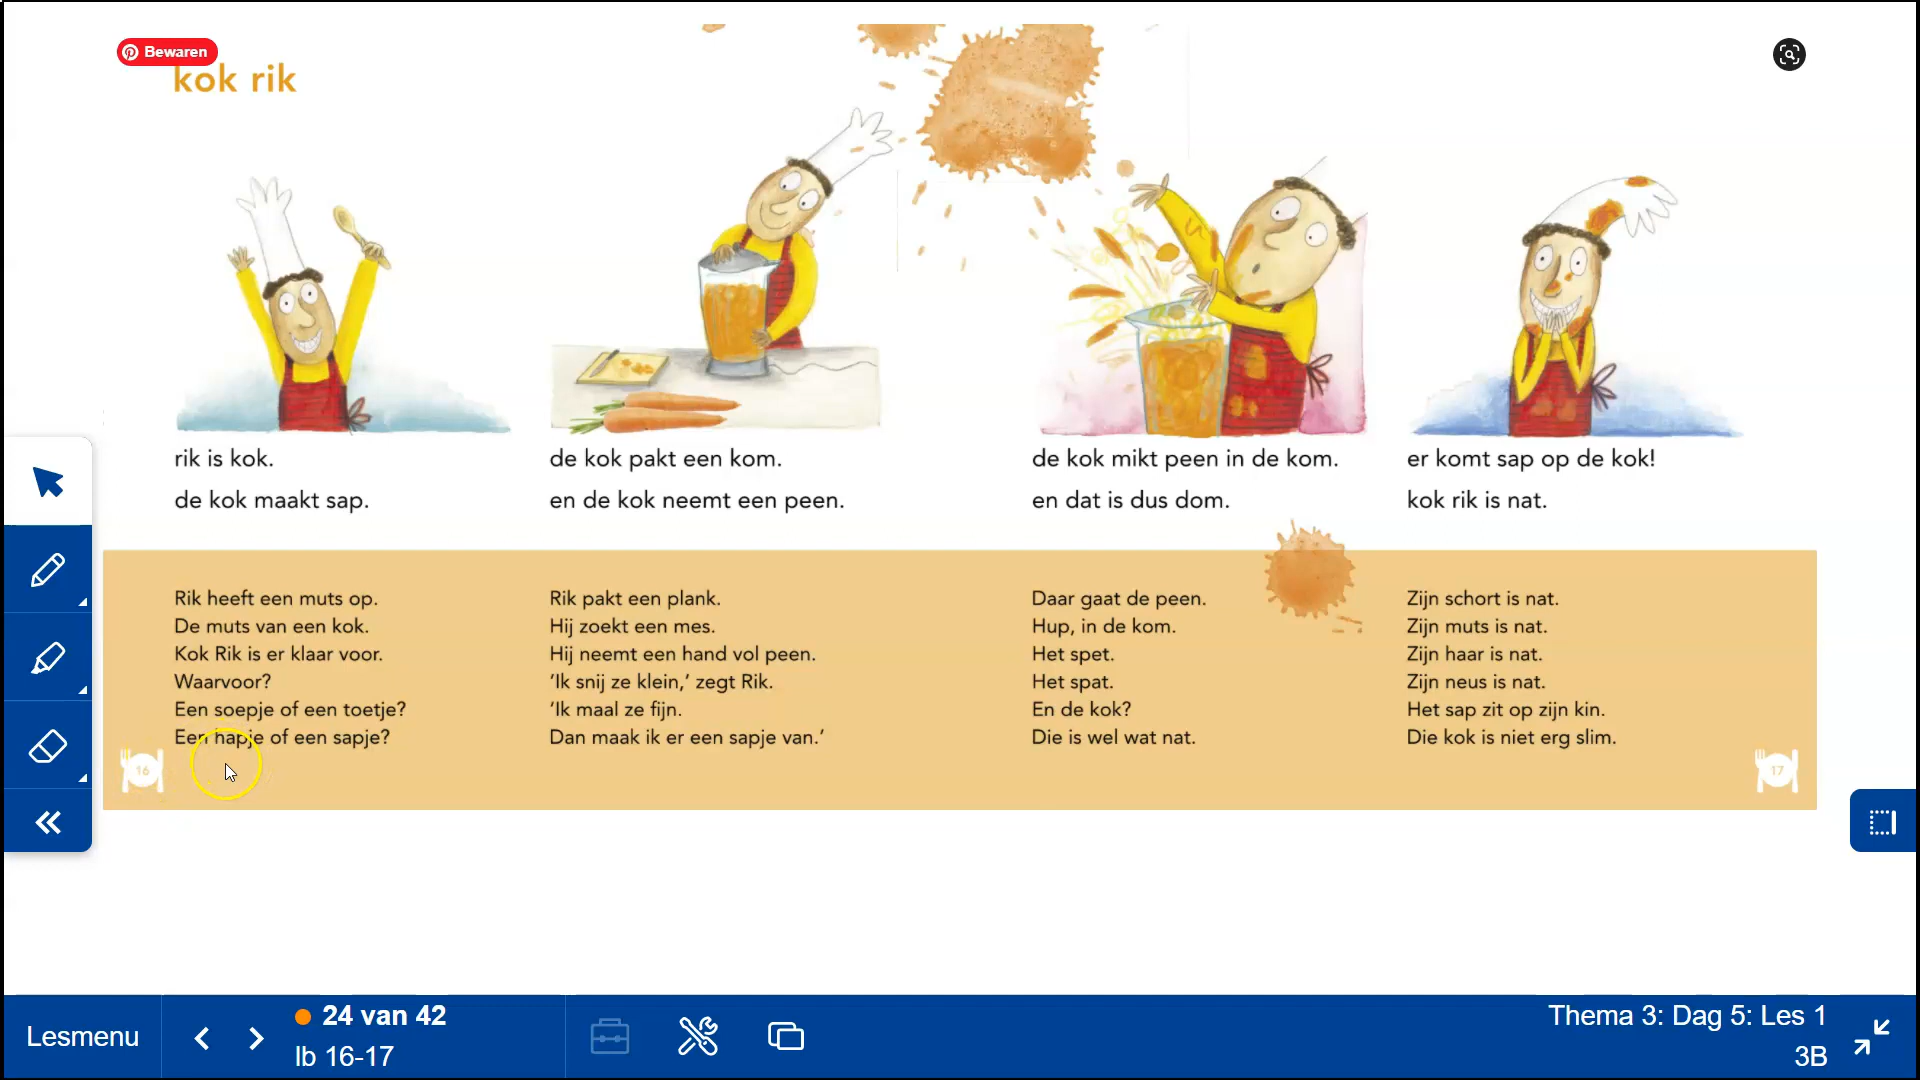 Bewaren
kok rik
rik is kok.
de kok maakt sap.
de kok pakt een kom.
en de kok neemt een peen.
de kok mikt peen in de kom.
en dat is dus dom.
er komt sap op de kok!
kok rik is nat.
Rik heeft een muts op.
De muts van een kok.
Kok Rik is er klaar voor.
Waarvoor?
Een soepje of een toetje?
Een hapje of een sapje?
Rik pakt een plank.
Hij zoekt een mes.
Hij neemt een hand vol peen.
‘Ik snij ze klein,’ zegt Rik.
‘Ik maal ze fijn.
Dan maak ik er een sapje van.’
Daar gaat de peen.
Hup, in de kom.
Het spet.
Het spat.
En de kok?
Die is wel wat nat.
Zijn schort is nat.
Zijn muts is nat.
Zijn haar is nat.
Zijn neus is nat.
Het sap zit op zijn kin.
Die kok is niet erg slim.
16
17
Lesmenu
24 van 42
lb 16-17
Thema 3: Dag 5: Les 1
3B